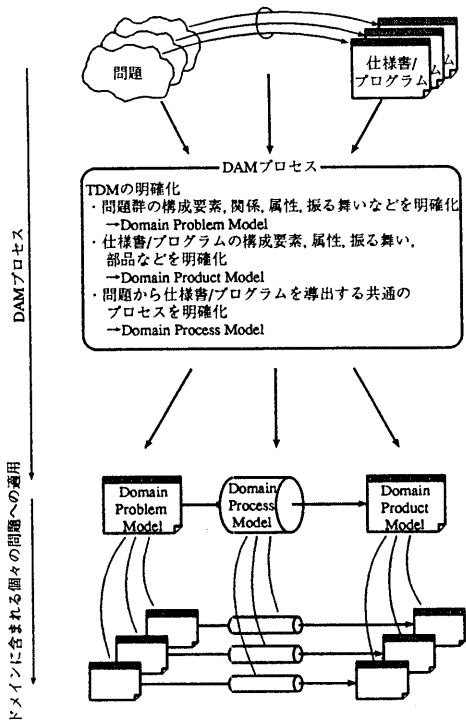 問題
仕様書/
プログラム
ム
ム
DAMプロセス
TDMの明確化
・問題群の構成要素, 関係, 属性, 振る舞いなどを明確化
→Domain Problem Model
・仕様書/プログラムの構成要素, 属性, 振る舞い,
部品などを明確化
→Domain Product Model
・問題から仕様書/プログラムを導出する共通の
プロセスを明確化
→Domain Process Model
DAMプロセス
Domain
Problem
Model
Domain
Process
Model
Domain
Product
Model
ドメインに含まれる個々の問題への適用